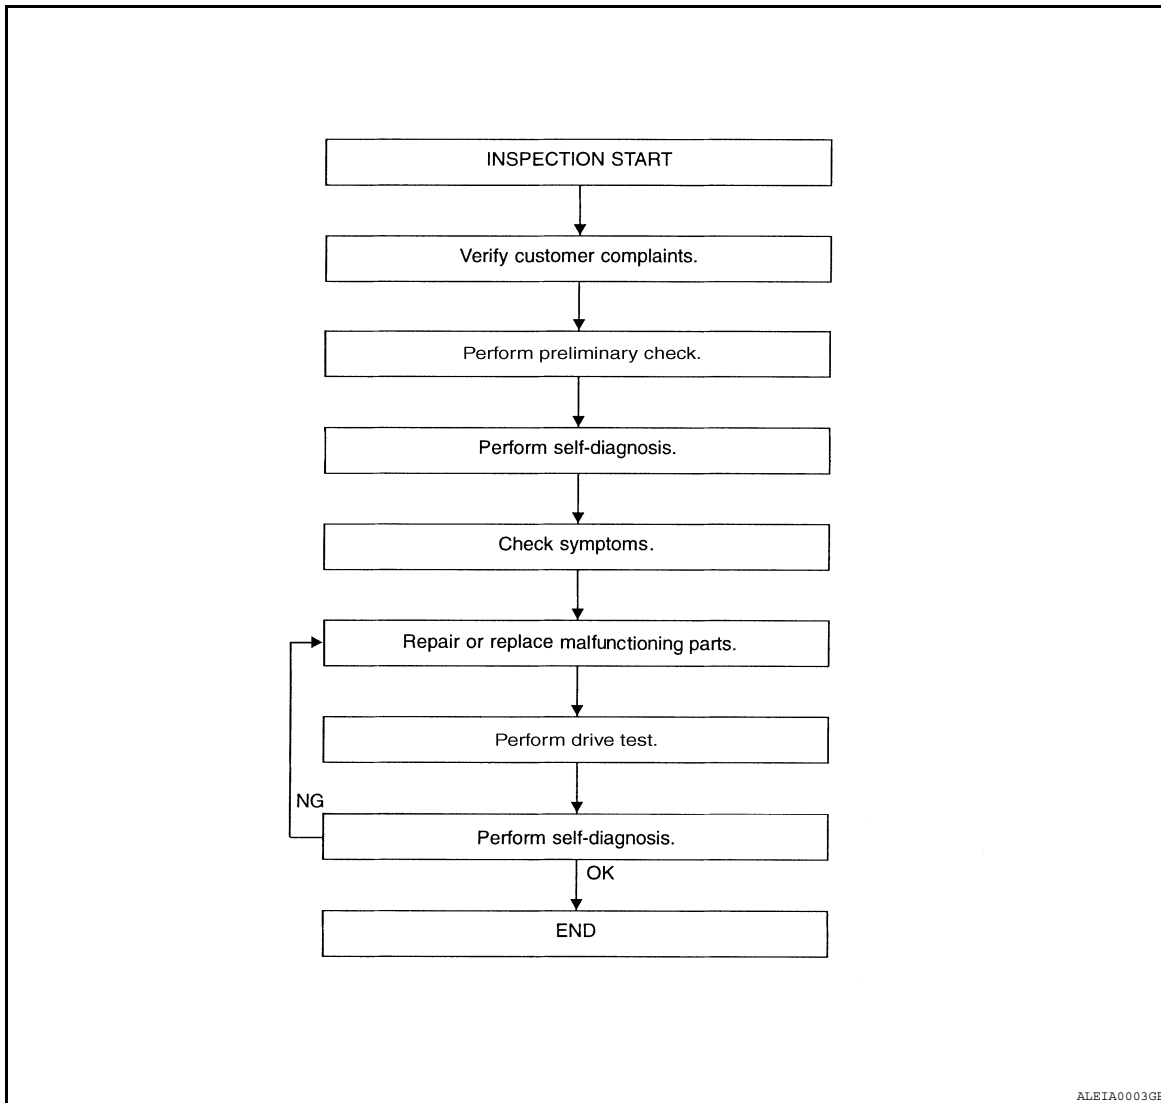 INSPECTION START
Verify customer complaints.
Perform preliminary check.
Perform self-diagnosis.
Check symptoms.
Repair or replace malfunctioning parts.
Perform drive test.
NG
Perform self-diagnosis.
OK
END
ALEIA0003GB